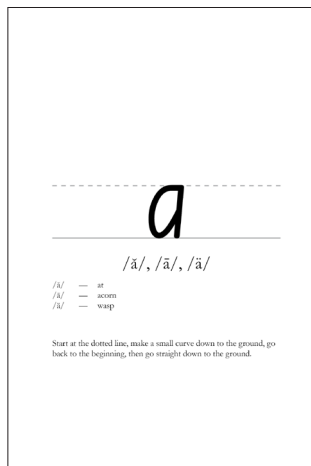 a
/ă/, /ā/, /ä/
/ă/ — at
/ā/ — acorn
/ä/ — wasp
Start at the dotted line, make a small curve down to the ground, go
back to the beginning, then go straight down to the ground.